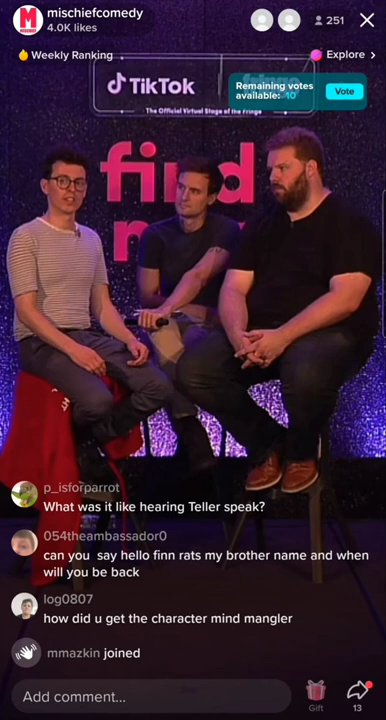 mischiefcomedy
4.0K likes
251
Weekly Ranking
Explore >
TikTok
fringe
Remaining votes
available: 10
Vote
The Official Virtual Stage of the Fringe
find
p_isforparrot
What was it like hearing Teller speak?
054theambassador0
can you say hello finn rats my brother name and when
will you be back
log0807
how did u get the character mind mangler
mmazkin joined
Add comment...
Gift
13